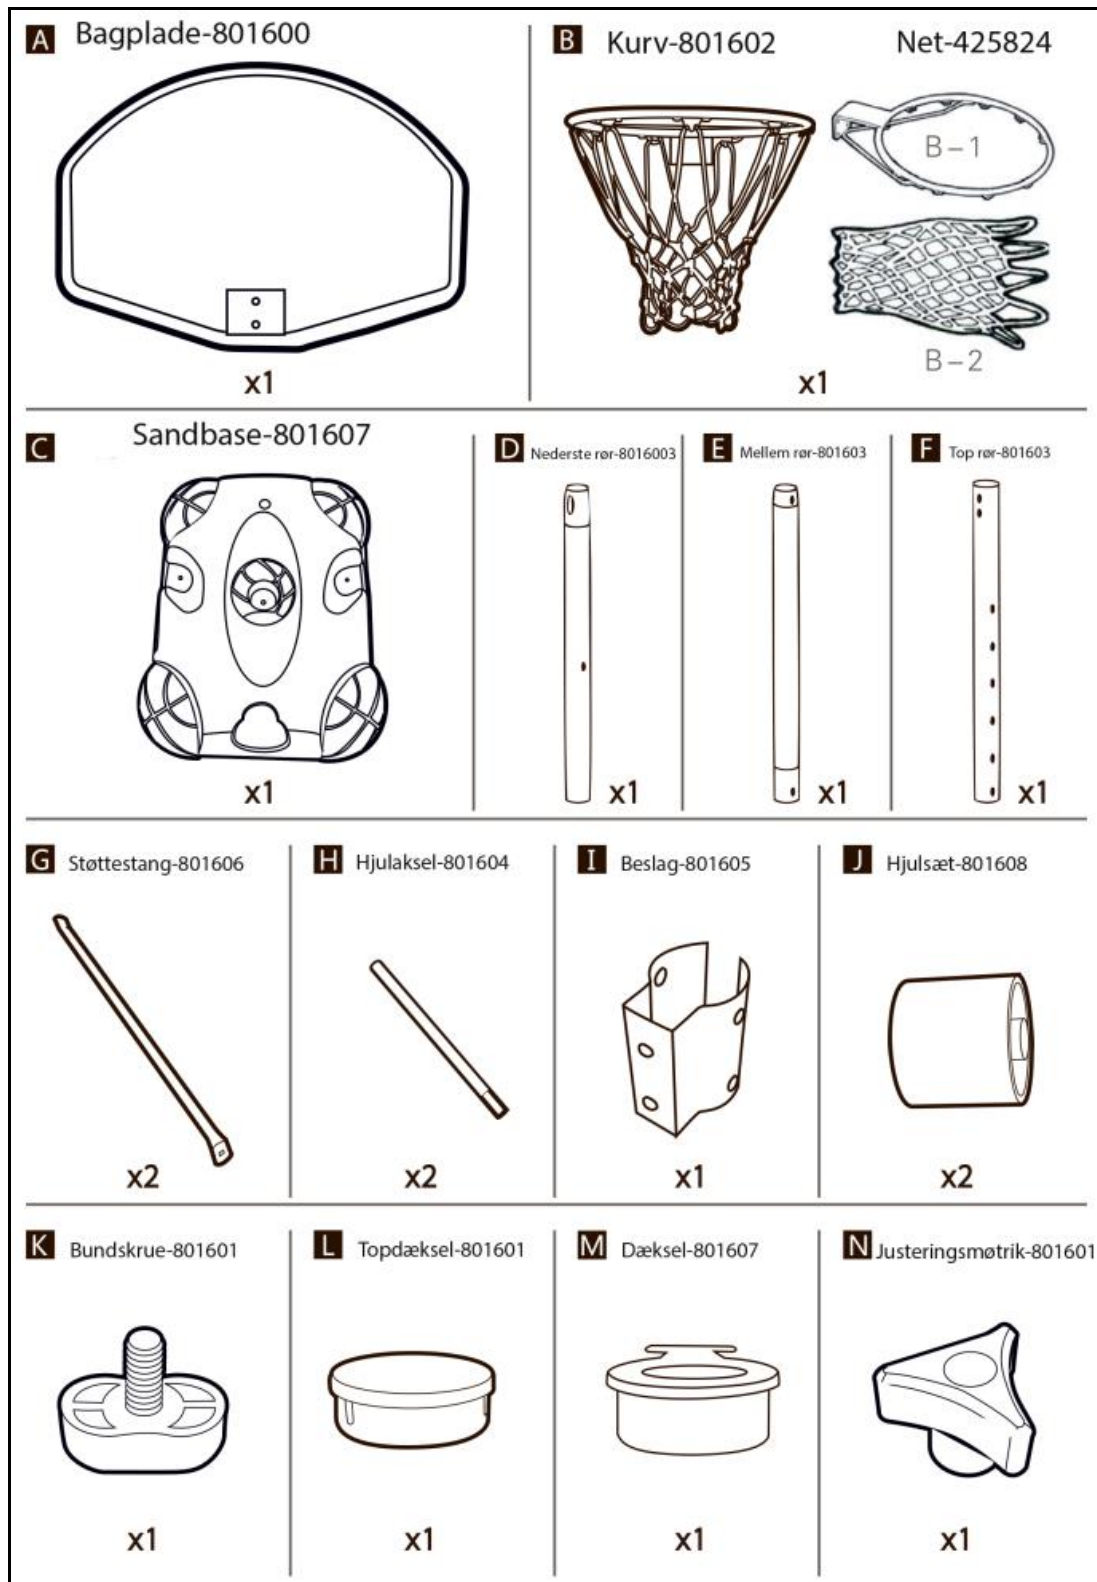 A Bagplade-801600
x1
B Kurv-801602 Net-425824
B-1
B-2
x1
C Sandbase-801607
x1
D Nederste rør-8016003
x1
E Mellem rør-801603
x1
F Top rør-801603
x1
G Støttestang-801606
x2
H Hjulaksel-801604
x2
I Beslag-801605
x1
J Hjulsæt-801608
x2
K Bundskrue-801601
x1
L Topdæksel-801601
x1
M Dæksel-801607
x1
N Justeringsmøtrik-801601
x1